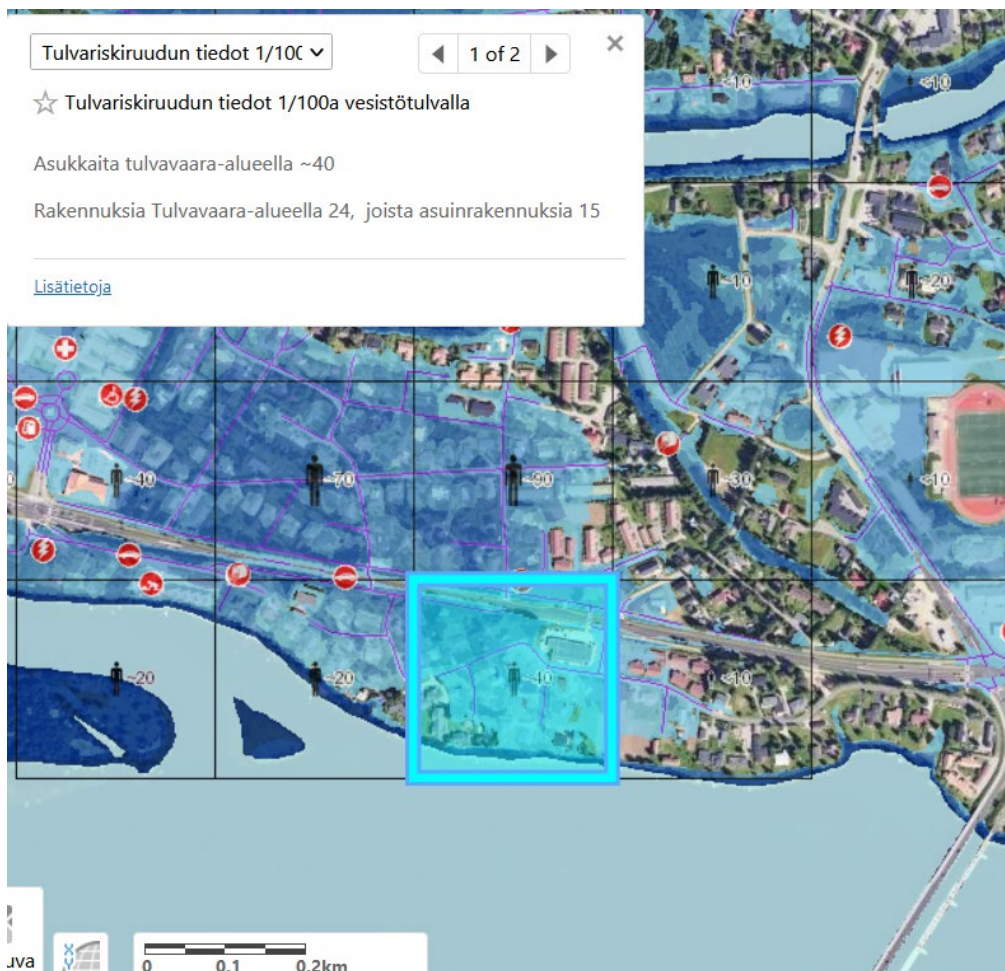 Tulvariskiruudun tiedot 1/100
1 of 2
Tulvariskiruudun tiedot 1/100a vesistötulvalla
Asukkaita tulvavaara-alueella ~40
Rakennuksia Tulvavaara-alueella 24, joista asuinrakennuksia 15
Lisätietoja
<10
<10
~10
~20
~40
~70
~90
~30
<10
~20
~20
~40
<10
uva
X
Y
0 0.1 0.2km